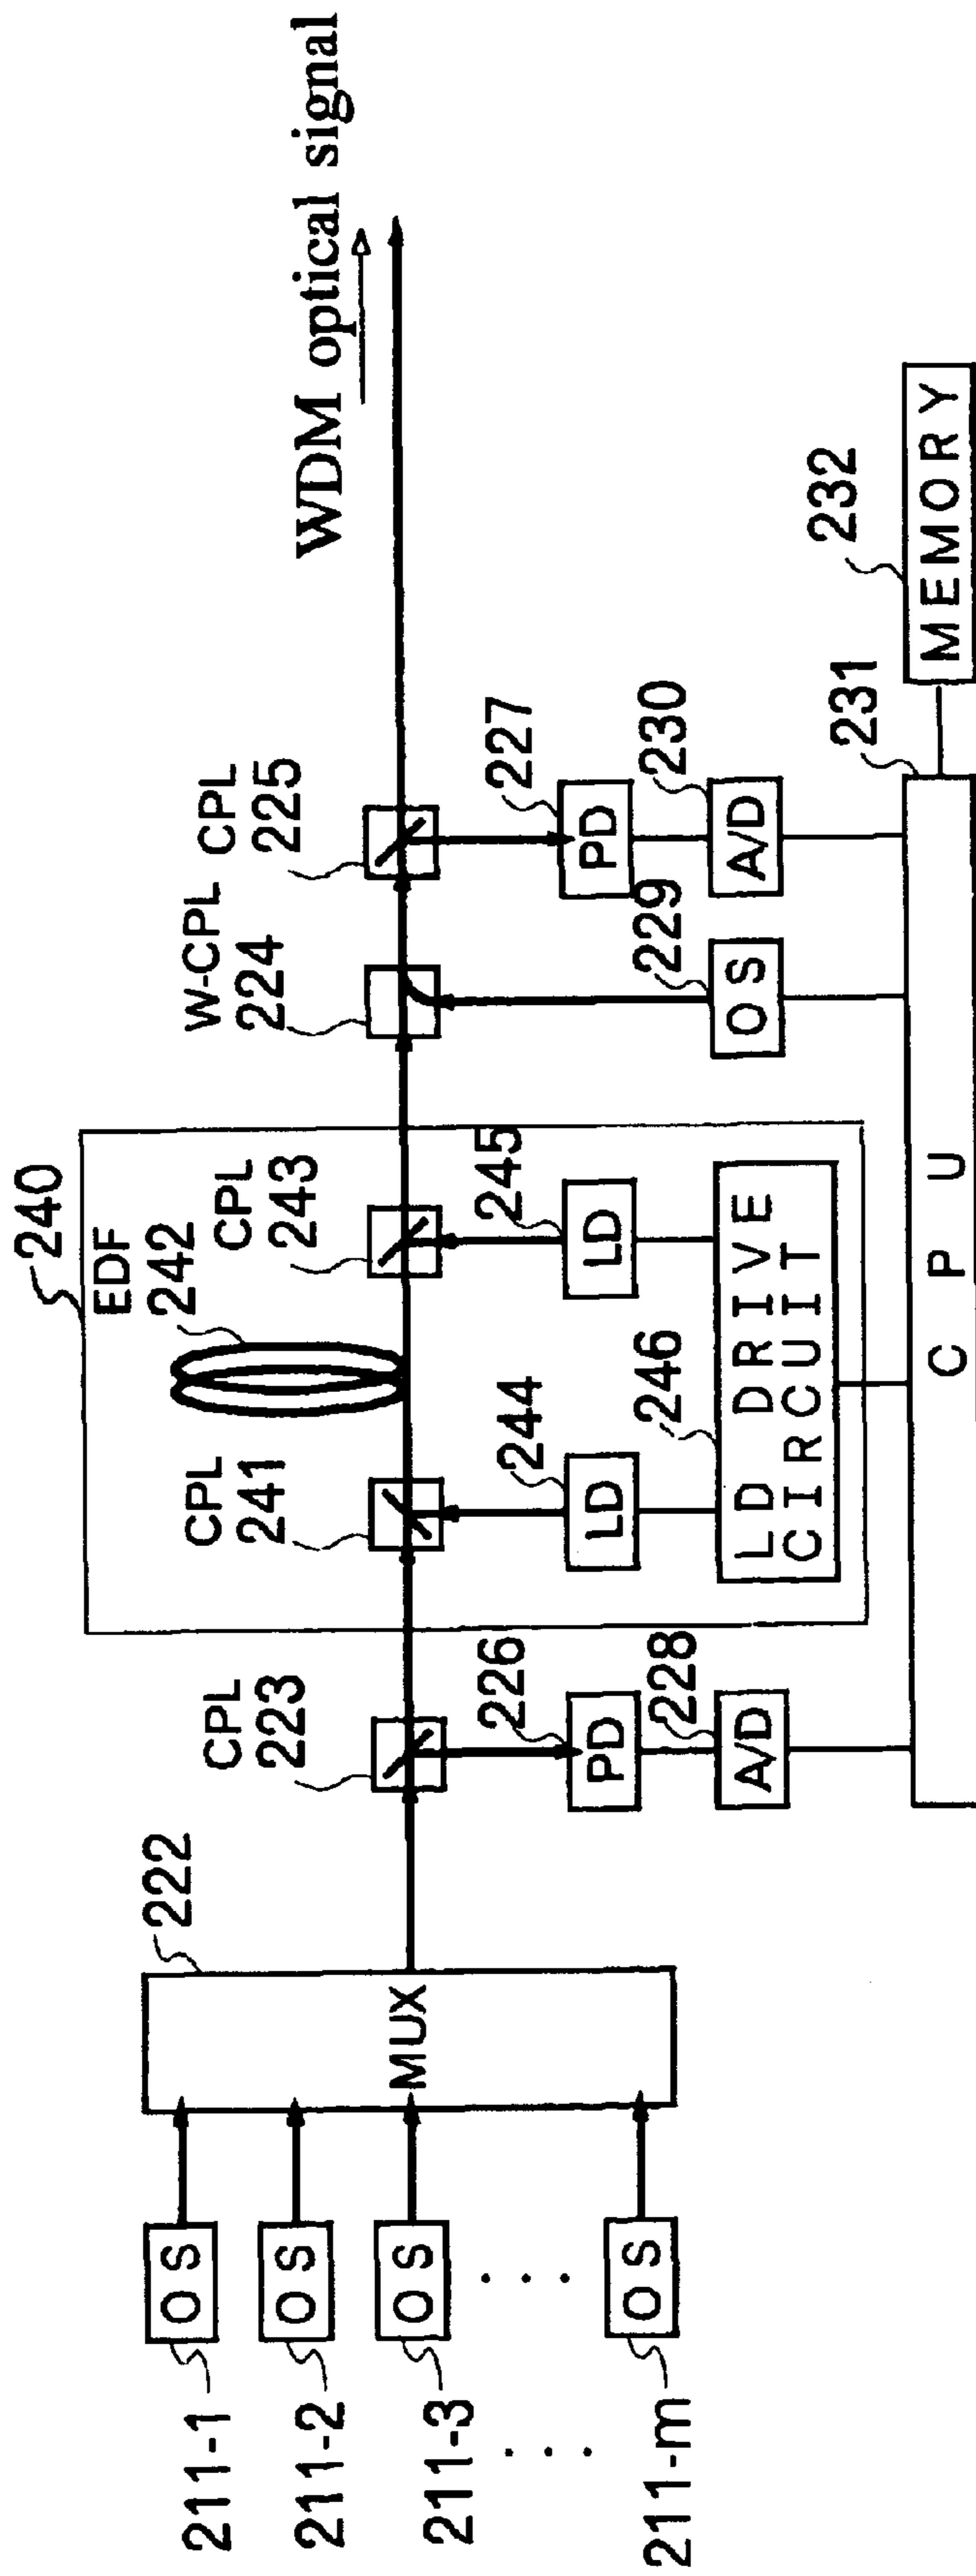 240
EDF
242
WDM optical signal
222
CPL
223
CPL
241
CPL
243
W-CPL
224
CPL
225
211-1
OS
211-2
OS
211-3
OS
. . .
. . .
211-m
OS
MUX
226
PD
228
A/D
244
LD
245
LD
246
LD DRIVE
CIRCUIT
229
OS
227
PD
230
A/D
231
CPU
232
MEMORY